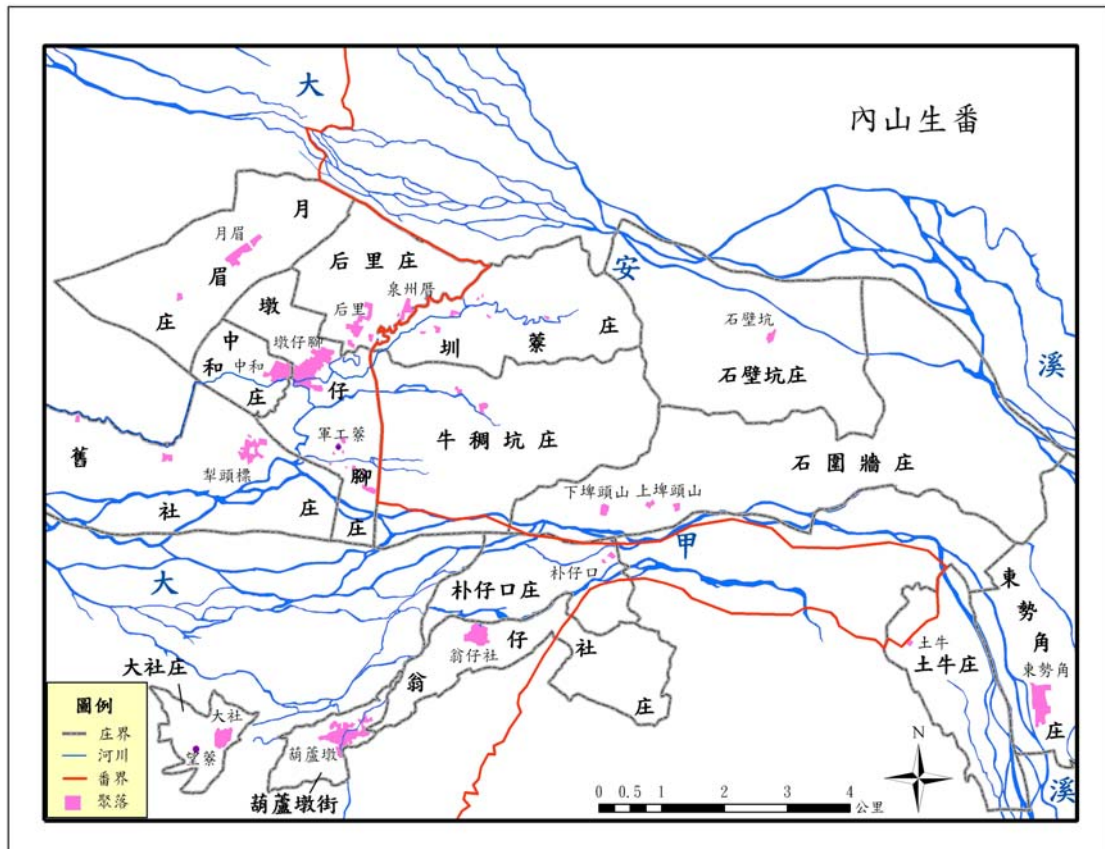 大安溪
大甲溪
內山生番
月眉庄
月眉
后里庄
后里
泉州厝
墩仔腳庄
墩仔腳
中和庄
中和
圳藔庄
石壁坑
石壁坑庄
牛稠坑庄
軍工藔
舊社庄
犁頭標
石圍牆庄
下埤頭山
上埤頭山
朴仔口庄
朴仔口
翁仔社庄
翁仔社
東勢角庄
東勢角
土牛
土牛庄
大社庄
大社
望藔
葫蘆墩
葫蘆墩街
圖例
庄界
河川
番界
聚落
N
0 0.5 1 2 3 4
公里